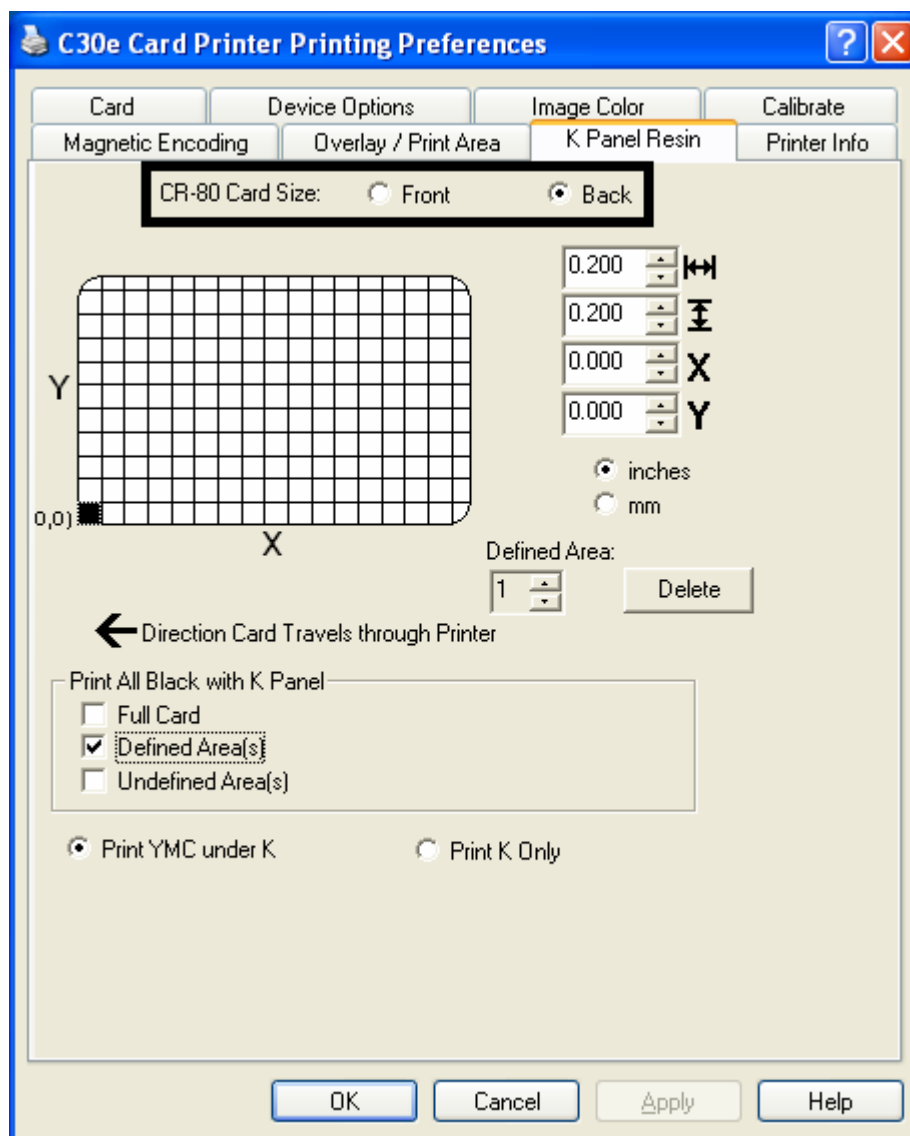 C30e Card Printer Printing Preferences
Card Device Options Image Color Calibrate
Magnetic Encoding Overlay / Print Area K Panel Resin Printer Info
CR-80 Card Size: Front Back
0.200
0.200
0.000 X
0.000 Y
Y
inches
mm
0,0)
X
Defined Area:
1 Delete
Direction Card Travels through Printer
Print All Black with K Panel
Full Card
Defined Area(s)
Undefined Area(s)
Print YMC under K Print K Only
OK Cancel Apply Help